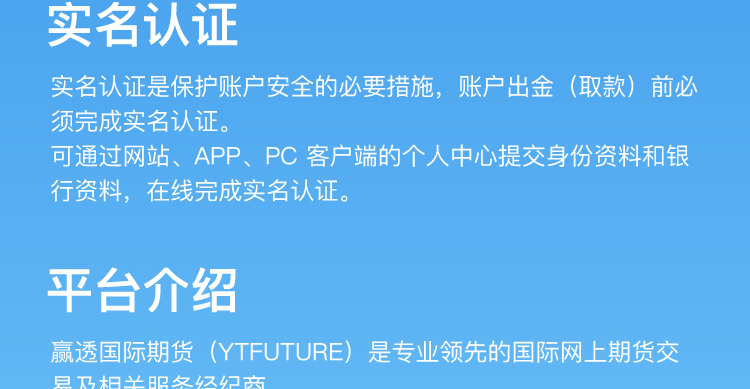 实名认证
实名认证是保护账户安全的必要措施，账户出金（取款）前必
须完成实名认证。
可通过网站、APP、PC 客户端的个人中心提交身份资料和银
行资料，在线完成实名认证。
平台介绍
赢透国际期货（YTFUTURE）是专业领先的国际网上期货交
易及相关服务经纪商